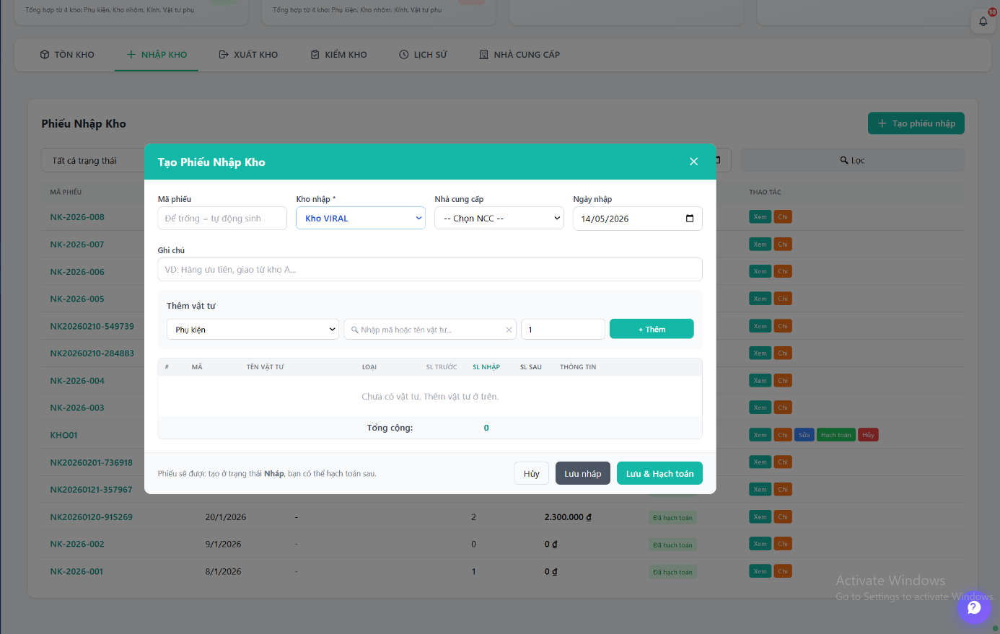 Tổng hợp từ 4 kho: Phụ kiện, Kho nhôm, Kính, Vật tư phụ
Tổng hợp từ 4 kho: Phụ kiện, Kho nhôm, Kính, Vật tư phụ
30
TỒN KHO
NHẬP KHO
XUẤT KHO
KIỂM KHO
LỊCH SỬ
NHÀ CUNG CẤP
Phiếu Nhập Kho
Tạo phiếu nhập
Tất cả trạng thái
Lọc
MÃ PHIẾU
THAO TÁC
NK-2026-008
Xem Chi
NK-2026-007
Xem Chi
NK-2026-006
Xem Chi
NK-2026-005
Xem Chi
NK20260210-549739
Xem Chi
NK20260210-284883
Xem Chi
NK-2026-004
Xem Chi
NK-2026-003
Xem Chi
KHO01
Xem Chi Sửa Hạch toán Hủy
NK20260201-736918
Xem Chi
NK20260121-357967
Xem Chi
NK20260120-915269 20/1/2026 - 2 2.300.000 ₫ Đã hạch toán Xem Chi
NK-2026-002 9/1/2026 - 0 0 ₫ Đã hạch toán Xem Chi
NK-2026-001 8/1/2026 - 1 0 ₫ Đã hạch toán Xem Chi
Tạo Phiếu Nhập Kho
Mã phiếu
Kho nhập *
Nhà cung cấp
Ngày nhập
Để trống = tự động sinh
Kho VIRAL
-- Chọn NCC --
14/05/2026
Ghi chú
VD: Hàng ưu tiên, giao từ kho A...
Thêm vật tư
Phụ kiện
Nhập mã hoặc tên vật tư...
1
+ Thêm
# MÃ TÊN VẬT TƯ LOẠI SL TRƯỚC SL NHẬP SL SAU THÔNG TIN
Chưa có vật tư. Thêm vật tư ở trên.
Tổng cộng: 0
Phiếu sẽ được tạo ở trạng thái Nháp, bạn có thể hạch toán sau.
Hủy
Lưu nháp
Lưu & Hạch toán
Activate Windows
Go to Settings to activate Windows.